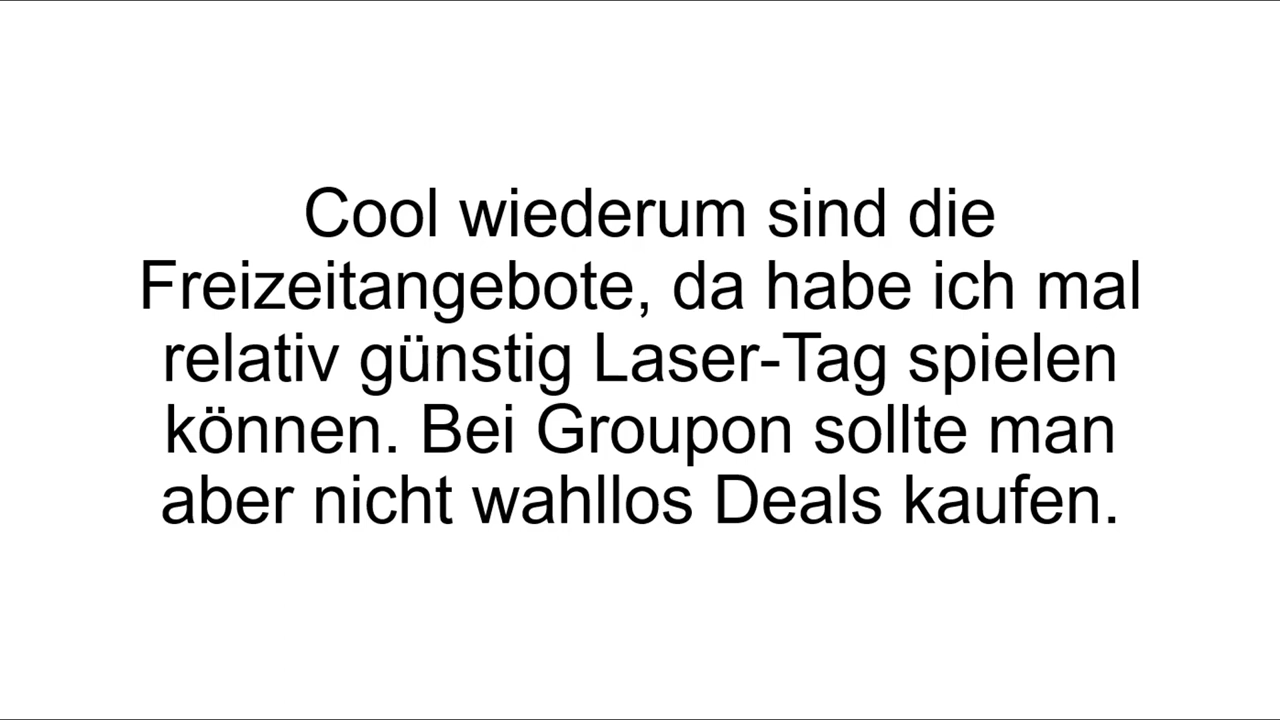 Cool wiederum sind die
Freizeitangebote, da habe ich mal
relativ günstig Laser-Tag spielen
können. Bei Groupon sollte man
aber nicht wahllos Deals kaufen.